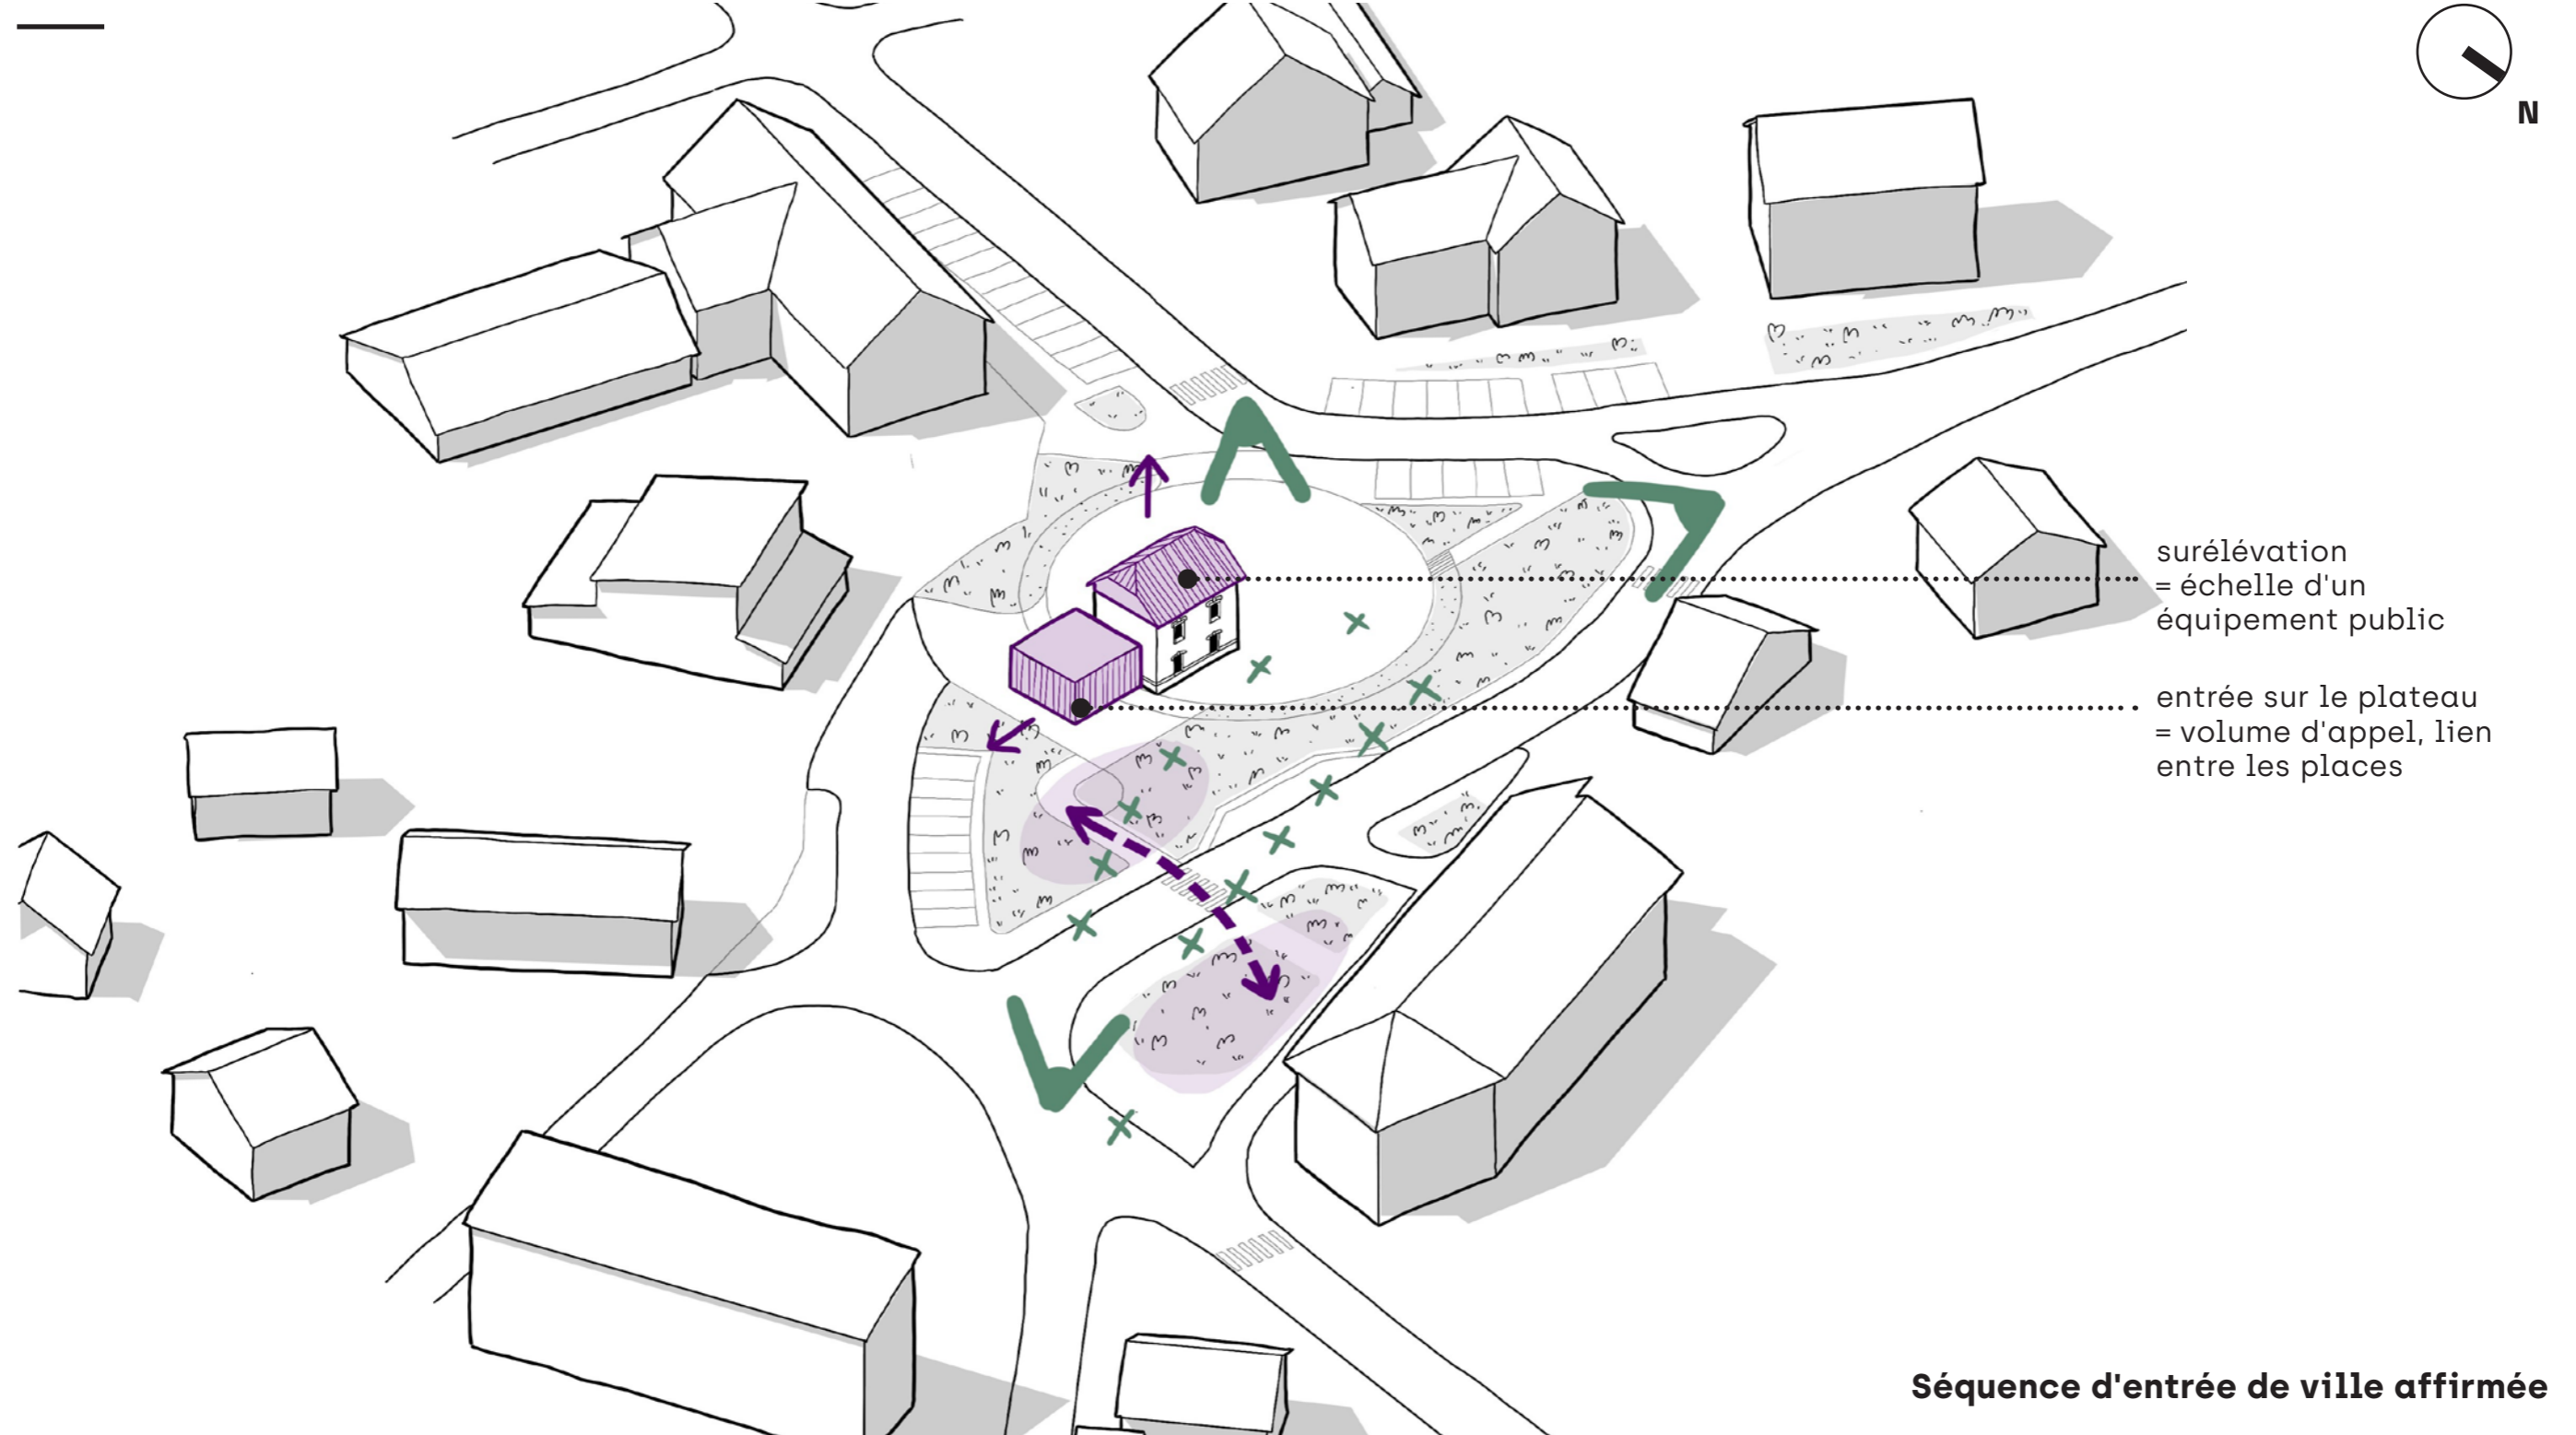 N
surélévation
= échelle d'un
équipement public
entrée sur le plateau
= volume d'appel, lien
entre les places
Séquence d'entrée de ville affirmée